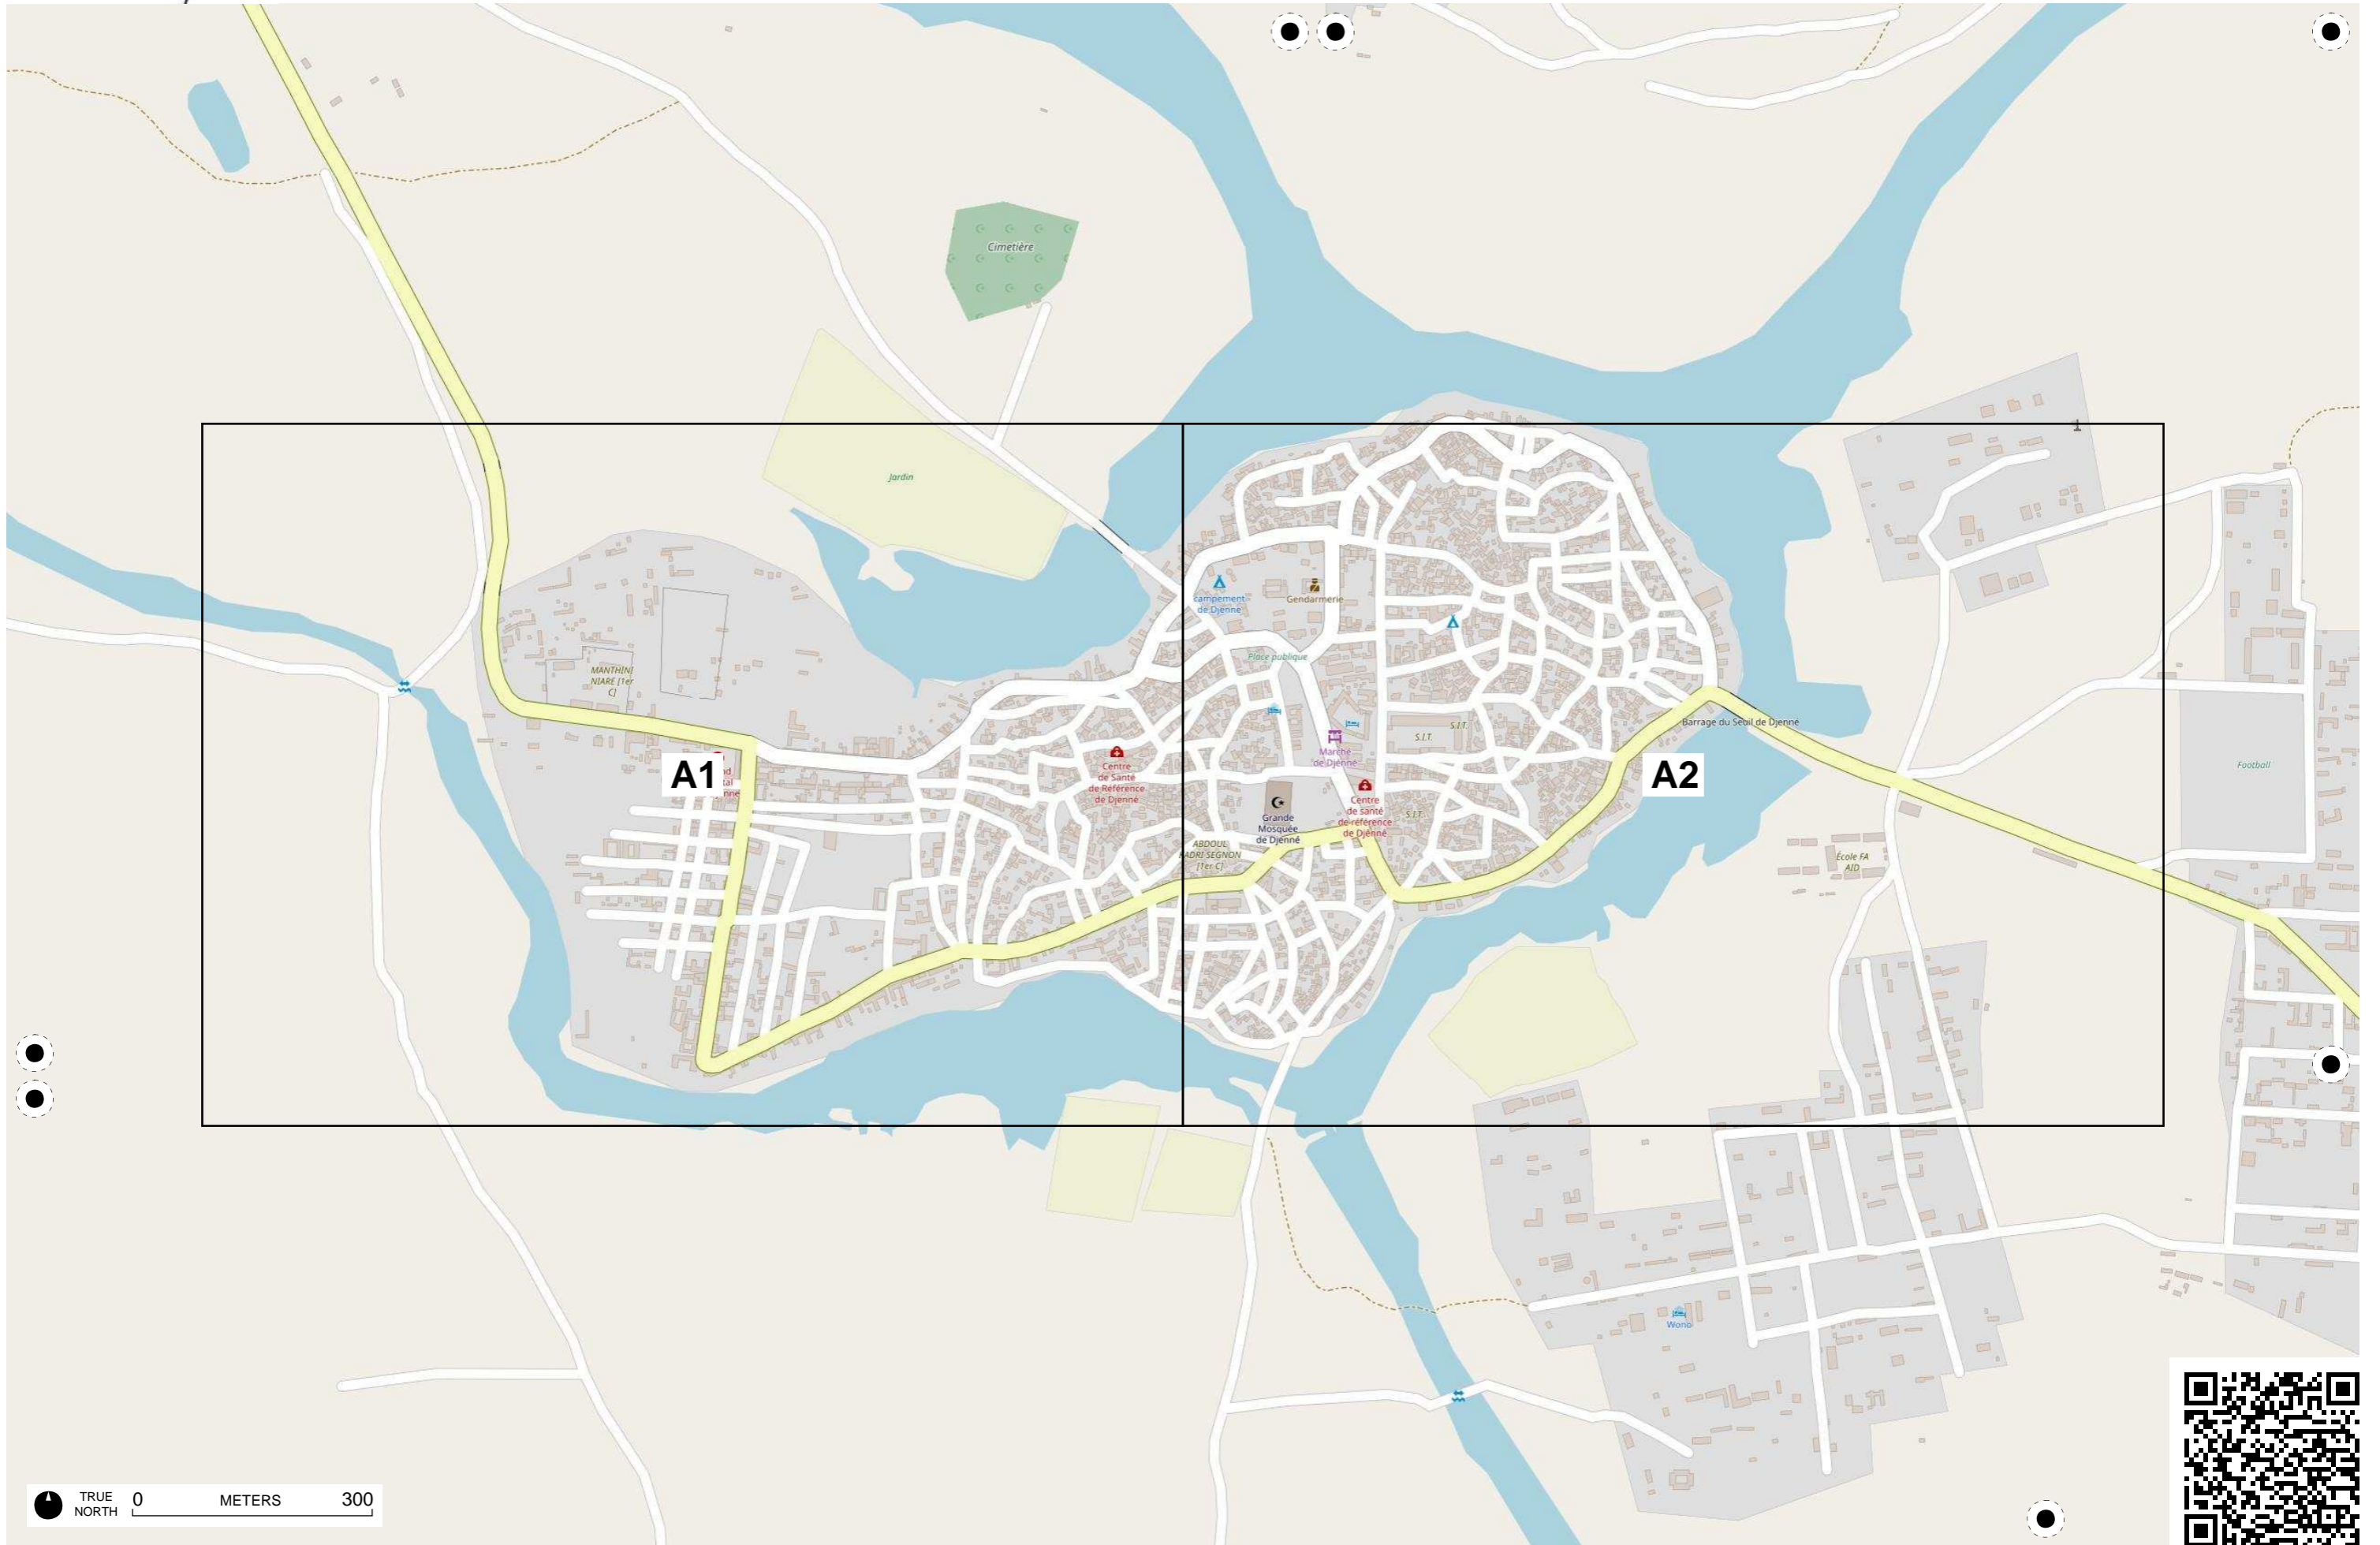 Cimetière
Jardin
campement
de Djenne
Gendarmerie
Place publique
MANTHINI
NIARE [1er
C]
A1
Centre
de Santé
de Référence
de Djenné
Marché
de Djenné
S.I.T.
S.I.T.
Barrage du Seuil de Djenné
A2
Football
Centre
de santé
de référence
de Djénné
S.I.T.
Grande
Mosquée
de Djenné
ABDOUL
KADRI SEGNON
[1er C]
École FA
AID
Wono
TRUE
NORTH
0 METERS 300